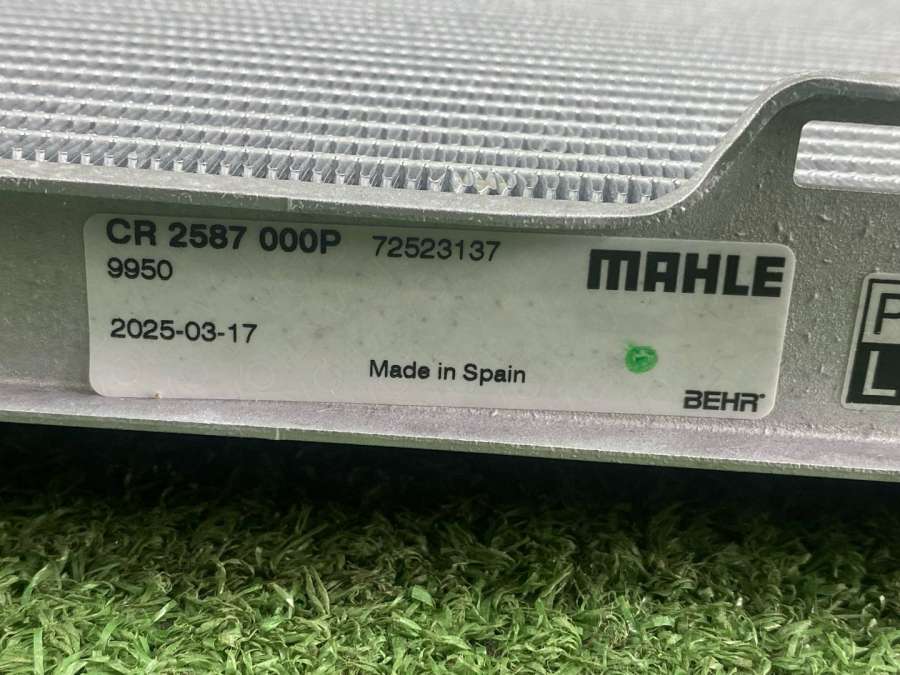 CR 2587 000P 72523137
MAHLE
9950
2025-03-17
Made in Spain
BEHR
P
L